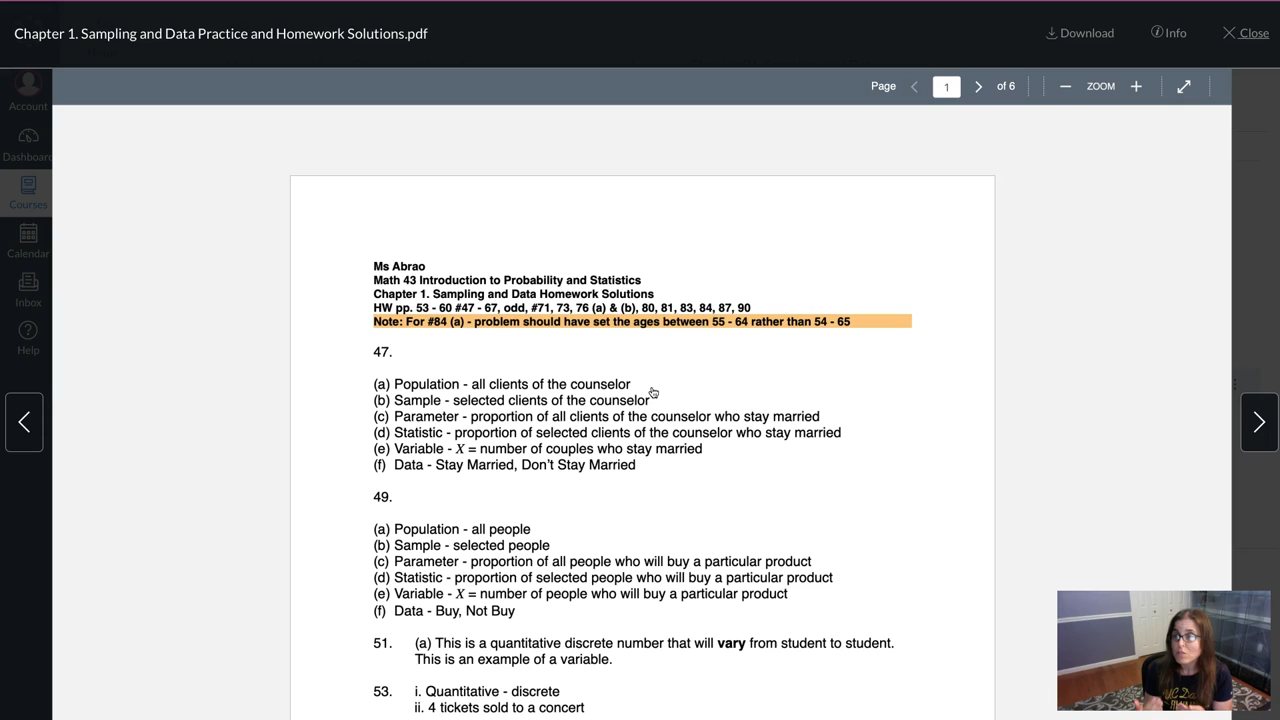 Chapter 1. Sampling and Data Practice and Homework Solutions.pdf
Download
Info
Close
Account
Dashboard
Courses
Calendar
Inbox
Help
Page
1
of 6
ZOOM
Ms Abrao
Math 43 Introduction to Probability and Statistics
Chapter 1. Sampling and Data Homework Solutions
HW pp. 53 - 60 #47 - 67, odd, #71, 73, 76 (a) & (b), 80, 81, 83, 84, 87, 90
Note: For #84 (a) - problem should have set the ages between 55 - 64 rather than 54 - 65
47.
(a) Population - all clients of the counselor
(b) Sample - selected clients of the counselor
(c) Parameter - proportion of all clients of the counselor who stay married
(d) Statistic - proportion of selected clients of the counselor who stay married
(e) Variable - X = number of couples who stay married
(f) Data - Stay Married, Don't Stay Married
49.
(a) Population - all people
(b) Sample - selected people
(c) Parameter - proportion of all people who will buy a particular product
(d) Statistic - proportion of selected people who will buy a particular product
(e) Variable - X = number of people who will buy a particular product
(f) Data - Buy, Not Buy
51. (a) This is a quantitative discrete number that will vary from student to student.
This is an example of a variable.
53. i. Quantitative - discrete
ii. 4 tickets sold to a concert